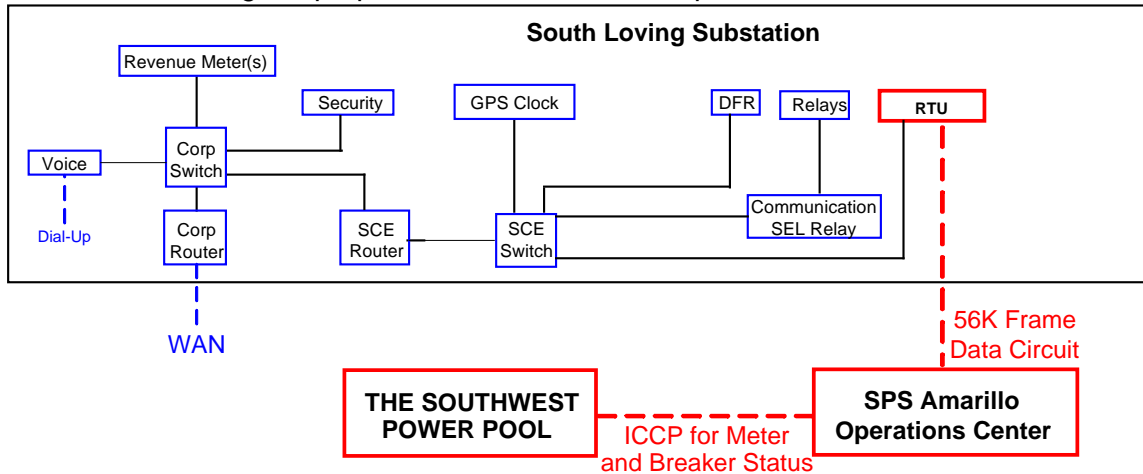 South Loving Substation
Revenue Meter(s)
Security
GPS Clock
DFR
Relays
RTU
Voice
Corp
Switch
Dial-Up
Corp
Router
SCE
Router
SCE
Switch
Communication
SEL Relay
WAN
56K Frame
Data Circuit
THE SOUTHWEST
POWER POOL
ICCP for Meter
and Breaker Status
SPS Amarillo
Operations Center